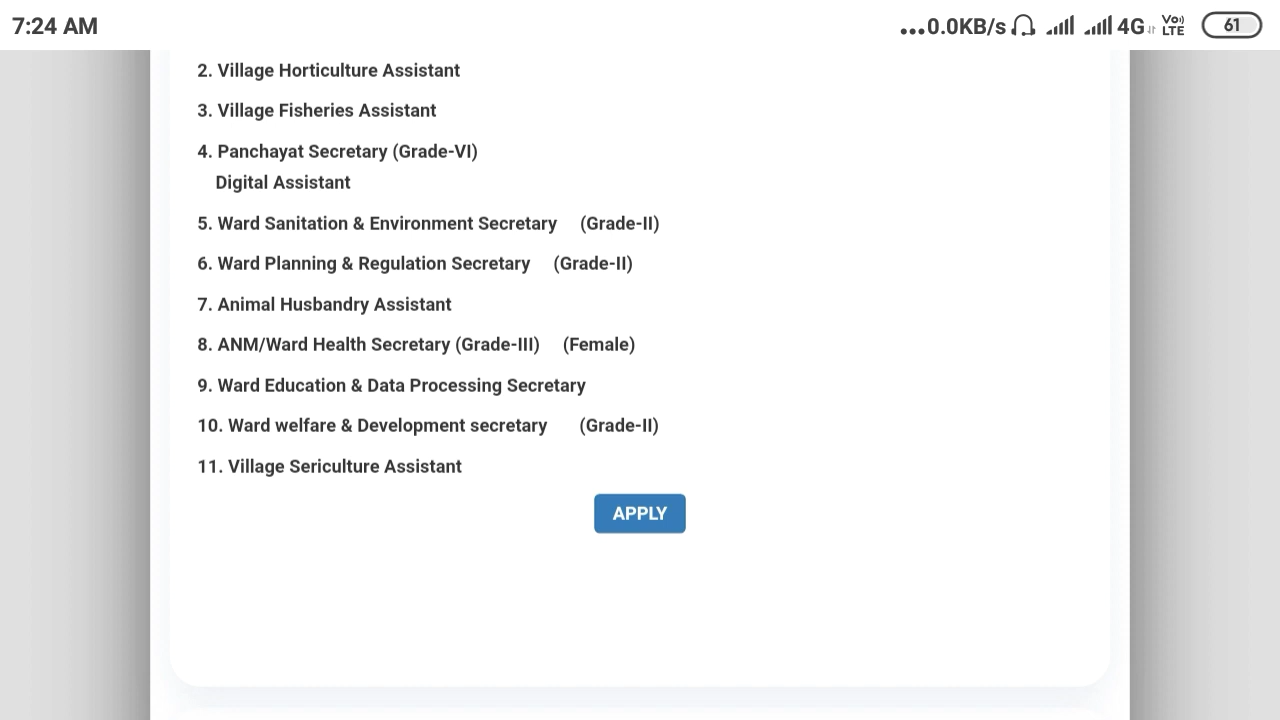 7:24 AM ...0.0KB/s 4G Vo) LTE 61
2. Village Horticulture Assistant
3. Village Fisheries Assistant
4. Panchayat Secretary (Grade-VI)
Digital Assistant
5. Ward Sanitation & Environment Secretary (Grade-II)
6. Ward Planning & Regulation Secretary (Grade-II)
7. Animal Husbandry Assistant
8. ANM/Ward Health Secretary (Grade-III) (Female)
9. Ward Education & Data Processing Secretary
10. Ward welfare & Development secretary (Grade-II)
11. Village Sericulture Assistant
APPLY